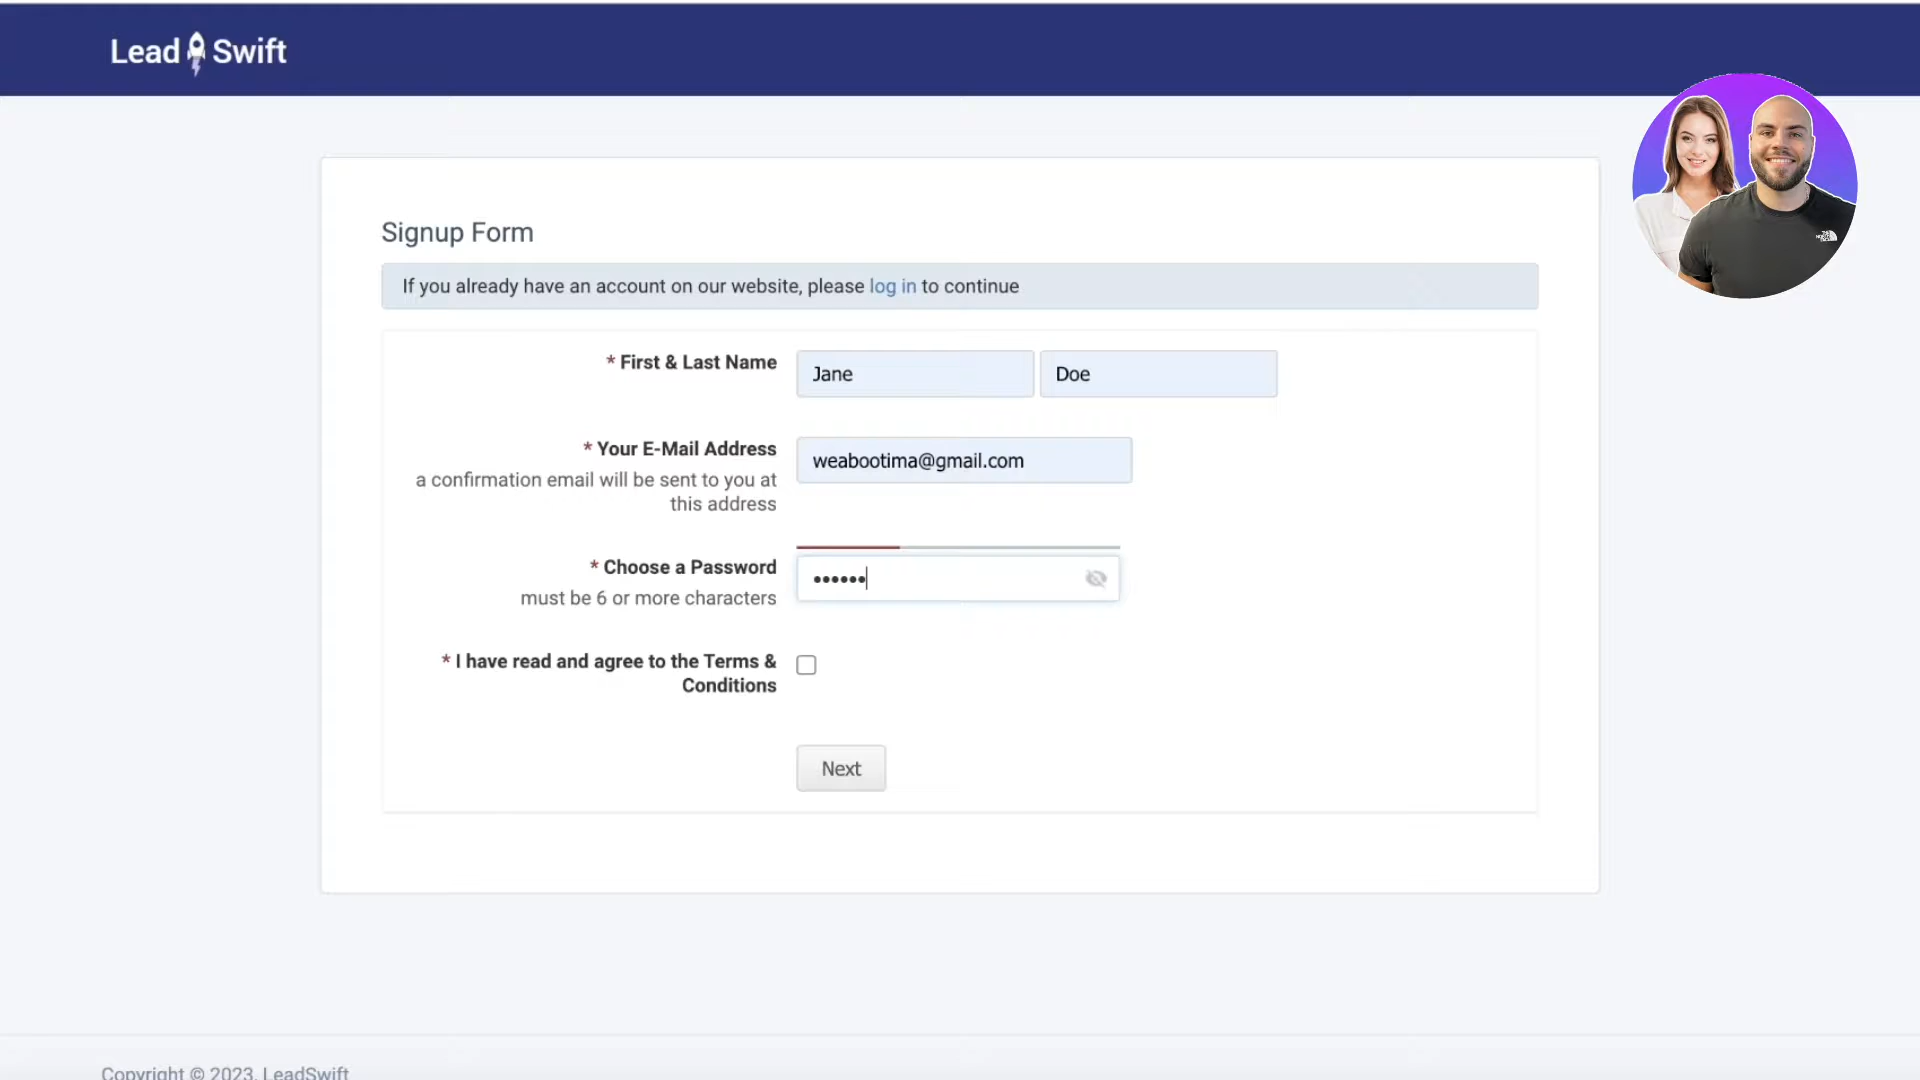 Lead Swift
Signup Form
If you already have an account on our website, please log in to continue
* First & Last Name
Jane
Doe
* Your E-Mail Address
a confirmation email will be sent to you at
this address
weabootima@gmail.com
* Choose a Password
must be 6 or more characters
••••••
* I have read and agree to the Terms &
Conditions
Next
THE
NORTH
FACE
Copyright © 2023. LeadSwift